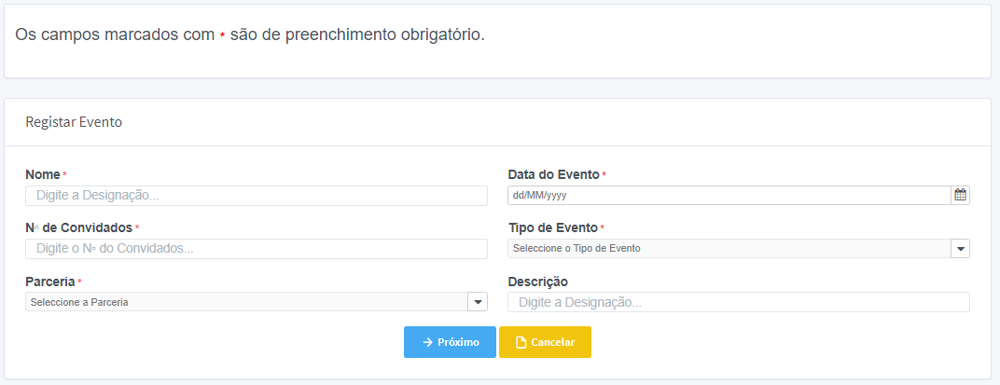 Os campos marcados com * são de preenchimento obrigatório.
Registar Evento
Nome *
Data do Evento *
Digite a Designação...
dd/MM/yyyy
Nº de Convidados *
Tipo de Evento *
Digite o Nº do Convidados...
Seleccione o Tipo de Evento
Parceria *
Descrição
Seleccione a Parceria
Digite a Designação...
Próximo
Cancelar